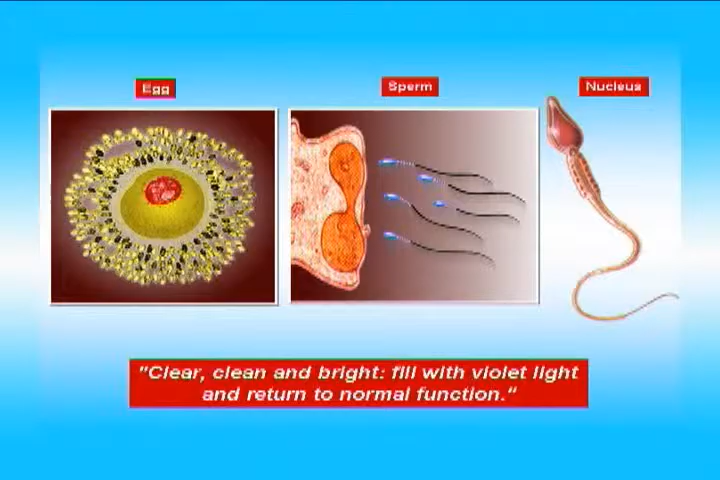 Egg
Sperm
Nucleus
"Clear, clean and bright: fill with violet light
and return to normal function."